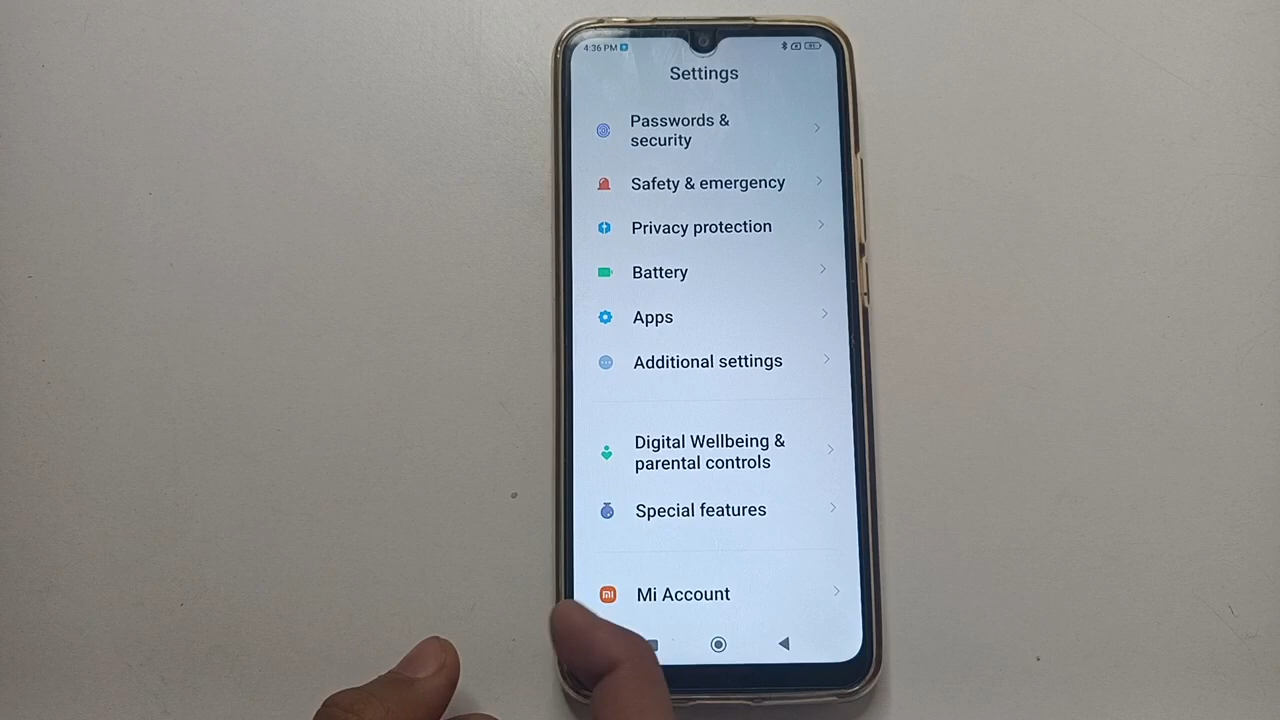 4:36 PM
Settings
Passwords &
security
Safety & emergency
Privacy protection
Battery
Apps
Additional settings
Digital Wellbeing &
parental controls
Special features
mi
Mi Account